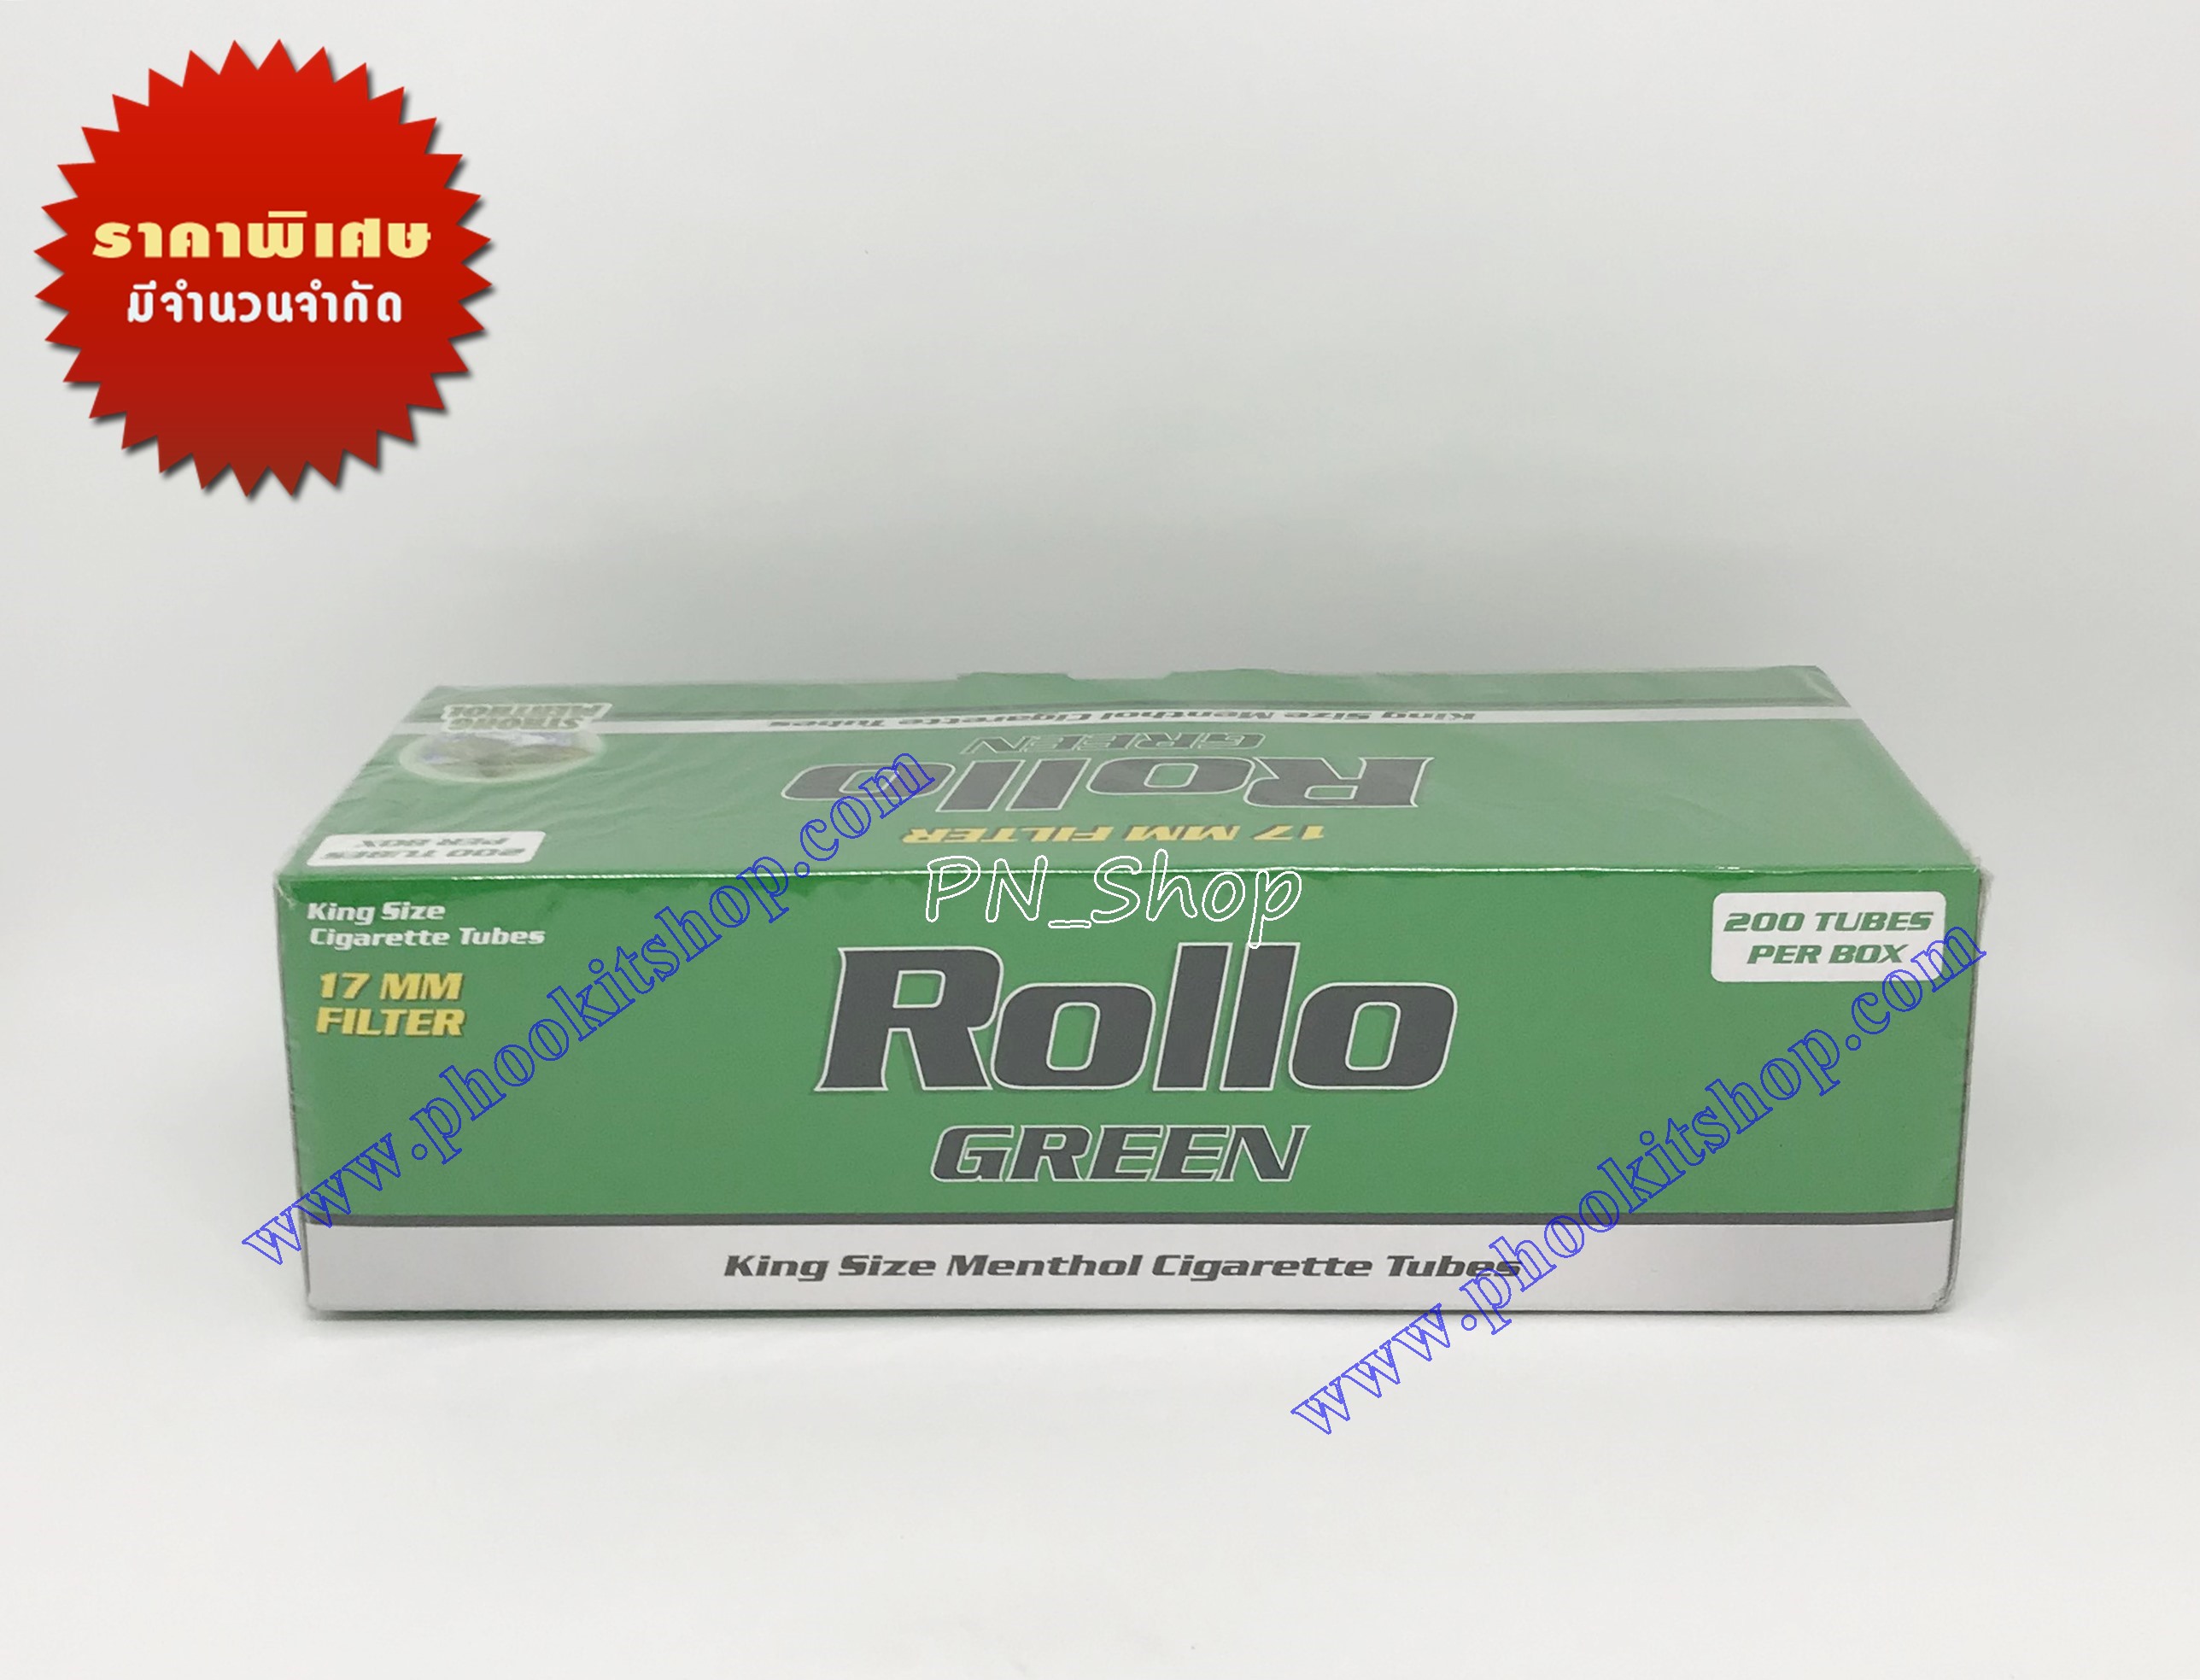 ราคาพิเศษ
มีจำนวนจำกัด
STRONG
MENTHOL
King Size Menthol Cigarette Tubes
GREEN
Rollo
17 MM FILTER
200 TUBES
PER BOX
PN_Shop
King Size
Cigarette Tubes
17 MM
FILTER
200 TUBES
PER BOX
Rollo
GREEN
King Size Menthol Cigarette Tubes
www.phookitshop.com
www.phookitshop.com